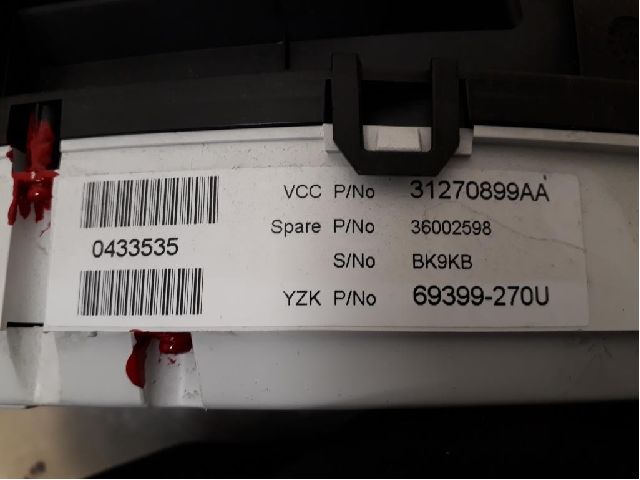 VCC P/No 31270899AA
Spare P/No 36002598
0433535
S/No BK9KB
YZK P/No 69399-270U